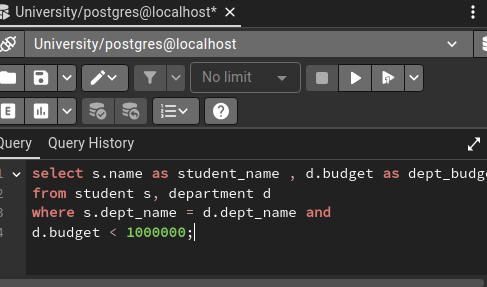 University/postgres@localhost*
University/postgres@localhost
No limit
E
Query Query History
select s.name as student_name , d.budget as dept_budge
2 from student s, department d
3 where s.dept_name = d.dept_name and
4 d.budget < 1000000;